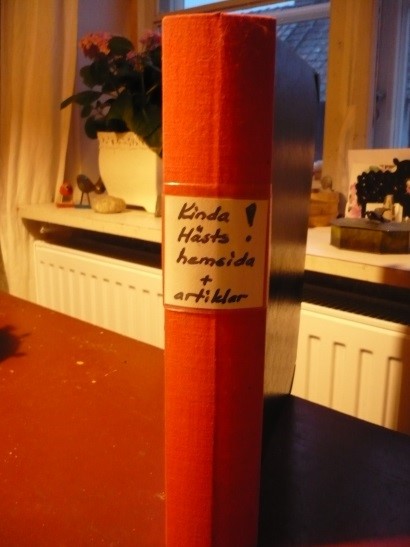 Kinda !
Hästs
hemsida
+
artiklar